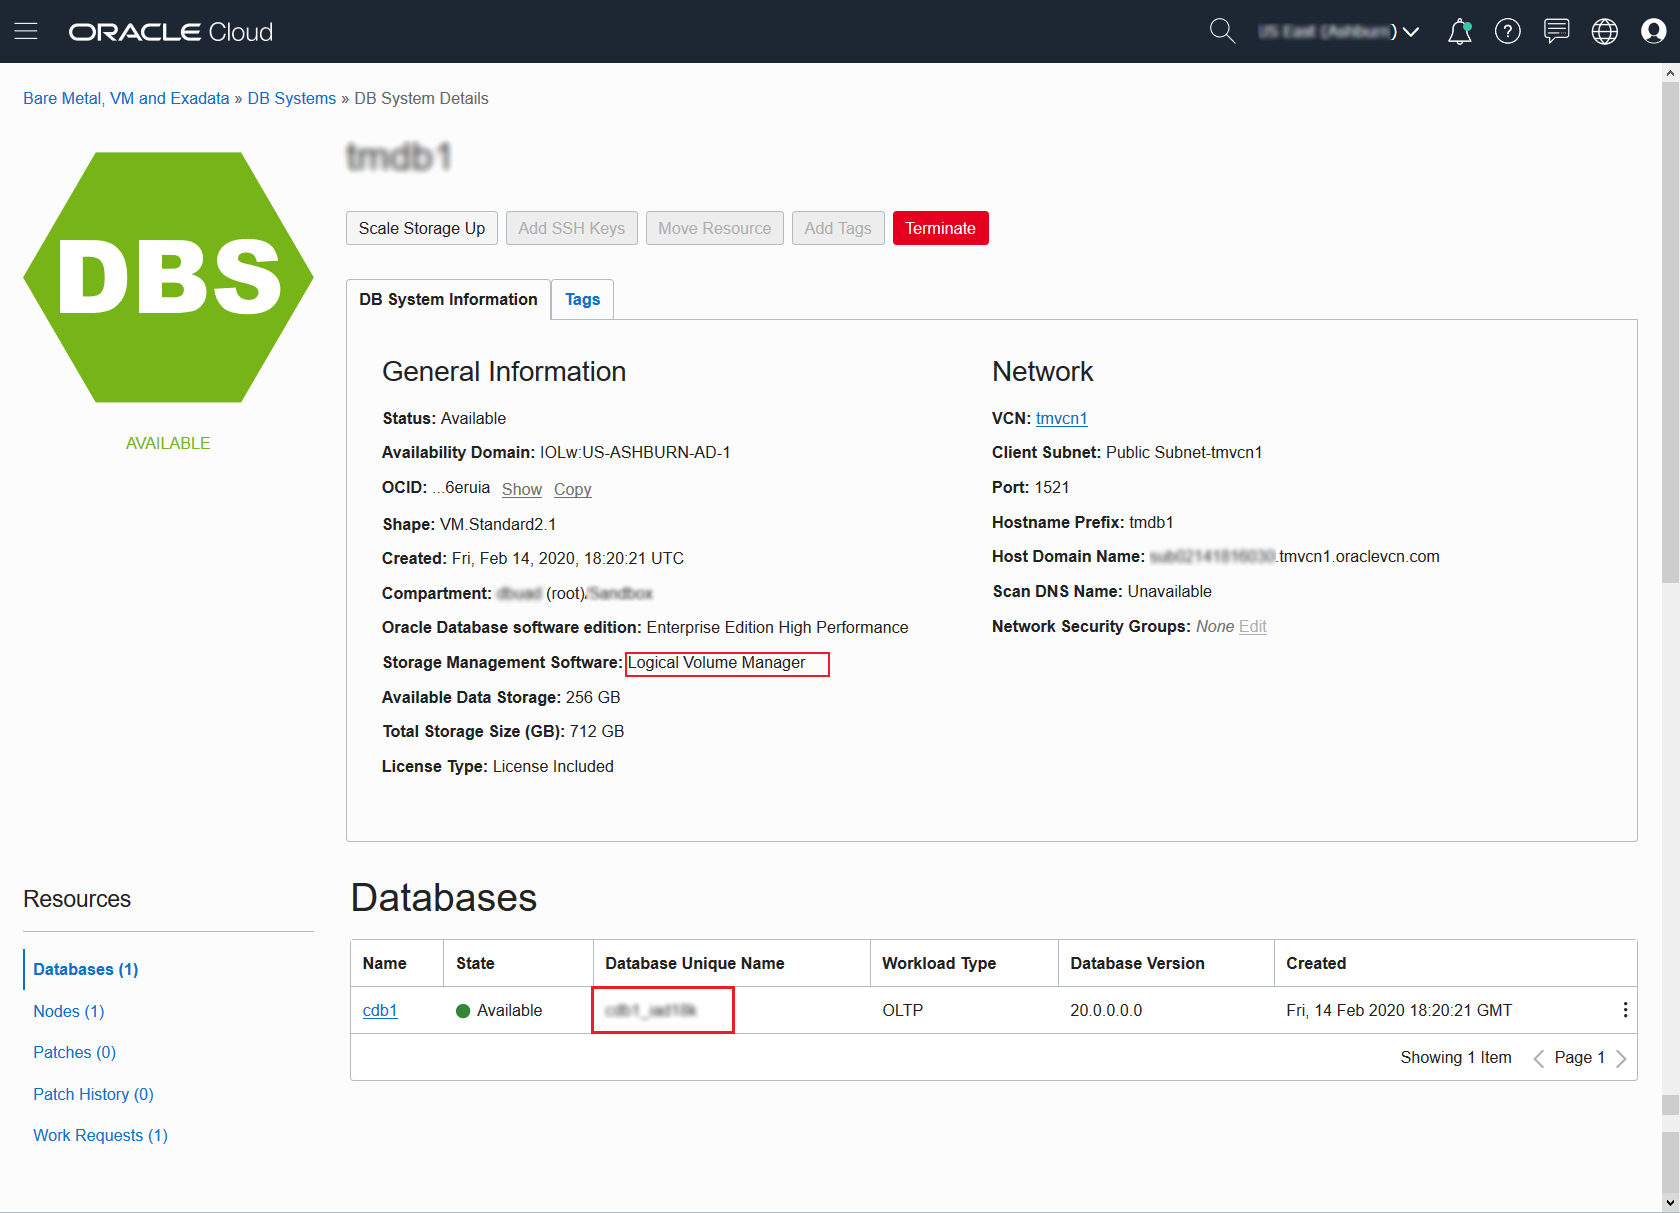 ORACLE Cloud
Bare Metal, VM and Exadata » DB Systems » DB System Details
DBS
AVAILABLE
Scale Storage Up
Add SSH Keys
Move Resource
Add Tags
Terminate
DB System Information
Tags
General Information
Status: Available
Availability Domain: IOLw:US-ASHBURN-AD-1
OCID: ...6eruia Show Copy
Shape: VM.Standard2.1
Created: Fri, Feb 14, 2020, 18:20:21 UTC
Compartment: (root)/
Oracle Database software edition: Enterprise Edition High Performance
Storage Management Software: Logical Volume Manager
Available Data Storage: 256 GB
Total Storage Size (GB): 712 GB
License Type: License Included
Network
VCN: tmvcn1
Client Subnet: Public Subnet-tmvcn1
Port: 1521
Hostname Prefix: tmdb1
Host Domain Name: .tmvcn1.oraclevcn.com
Scan DNS Name: Unavailable
Network Security Groups: None Edit
Resources
Databases (1)
Nodes (1)
Patches (0)
Patch History (0)
Work Requests (1)
Databases
Name State Database Unique Name Workload Type Database Version Created
cdb1 Available OLTP 20.0.0.0.0 Fri, 14 Feb 2020 18:20:21 GMT
Showing 1 Item < Page 1 >